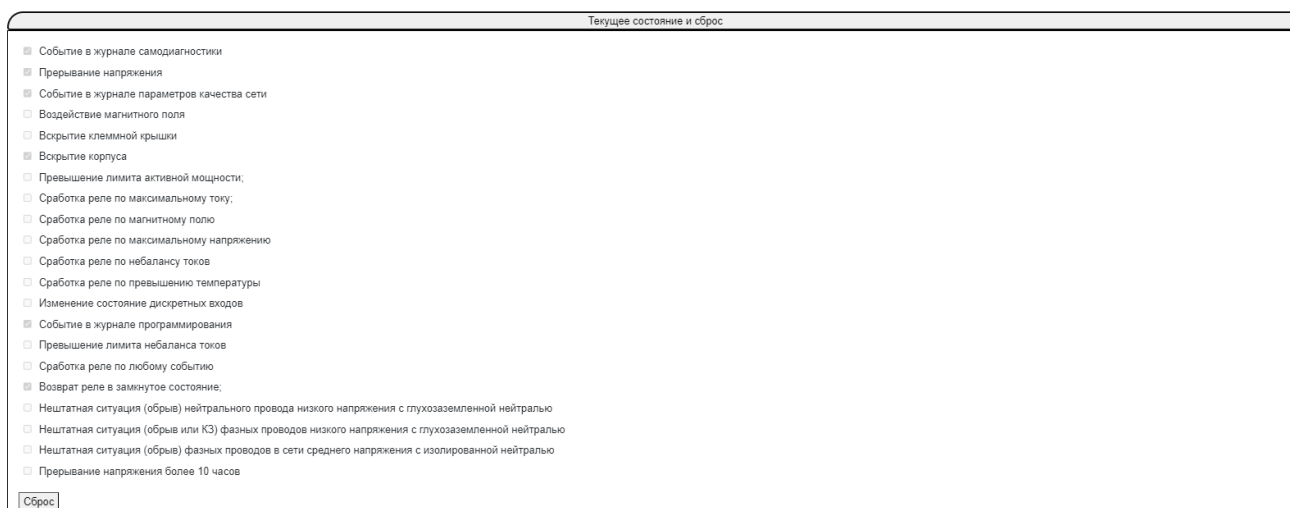 Текущее состояние и сброс
Событие в журнале самодиагностики
Прерывание напряжения
Событие в журнале параметров качества сети
Воздействие магнитного поля
Вскрытие клеммной крышки
Вскрытие корпуса
Превышение лимита активной мощности;
Сработка реле по максимальному току;
Сработка реле по магнитному полю
Сработка реле по максимальному напряжению
Сработка реле по небалансу токов
Сработка реле по превышению температуры
Изменение состояние дискретных входов
Событие в журнале программирования
Превышение лимита небаланса токов
Сработка реле по любому событию
Возврат реле в замкнутое состояние;
Нештатная ситуация (обрыв) нейтрального провода низкого напряжения с глухозаземленной нейтралью
Нештатная ситуация (обрыв или КЗ) фазных проводов низкого напряжения с глухозаземленной нейтралью
Нештатная ситуация (обрыв) фазных проводов в сети среднего напряжения с изолированной нейтралью
Прерывание напряжения более 10 часов
Сброс